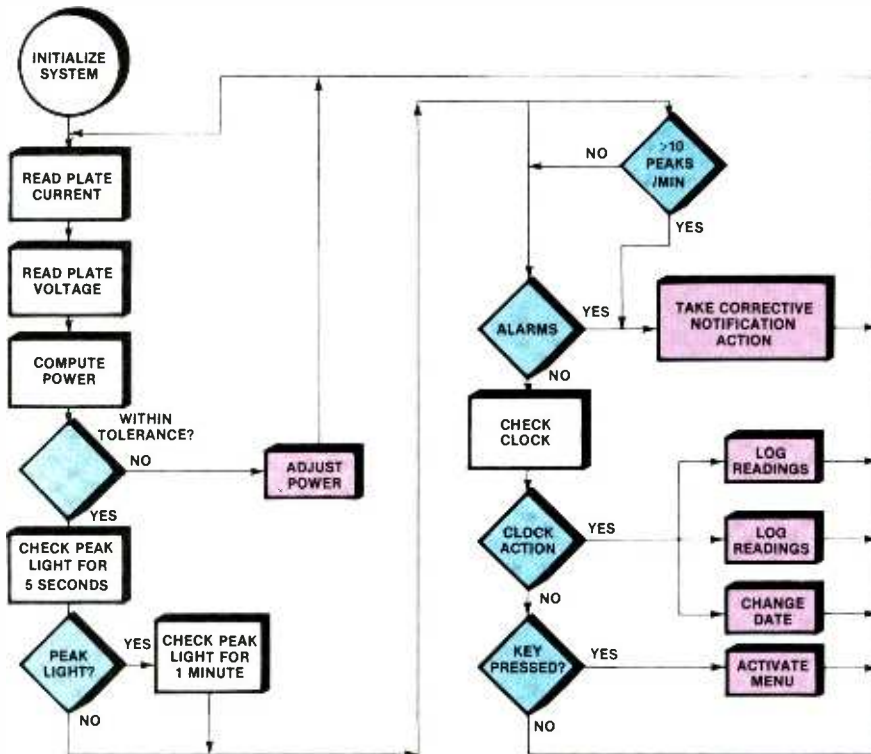 INITIALIZE
SYSTEM
READ PLATE
CURRENT
READ PLATE
VOLTAGE
COMPUTE
POWER
WITHIN
TOLERANCE?
NO
ADJUST
POWER
YES
CHECK PEAK
LIGHT FOR
5 SECONDS
PEAK
LIGHT?
YES
CHECK PEAK
LIGHT FOR
1 MINUTE
NO
>10
PEAKS
/MIN
NO
YES
ALARMS
YES
TAKE CORRECTIVE
NOTIFICATION
ACTION
NO
CHECK
CLOCK
CLOCK
ACTION
YES
LOG
READINGS
LOG
READINGS
CHANGE
DATE
NO
KEY
PRESSED?
YES
ACTIVATE
MENU
NO